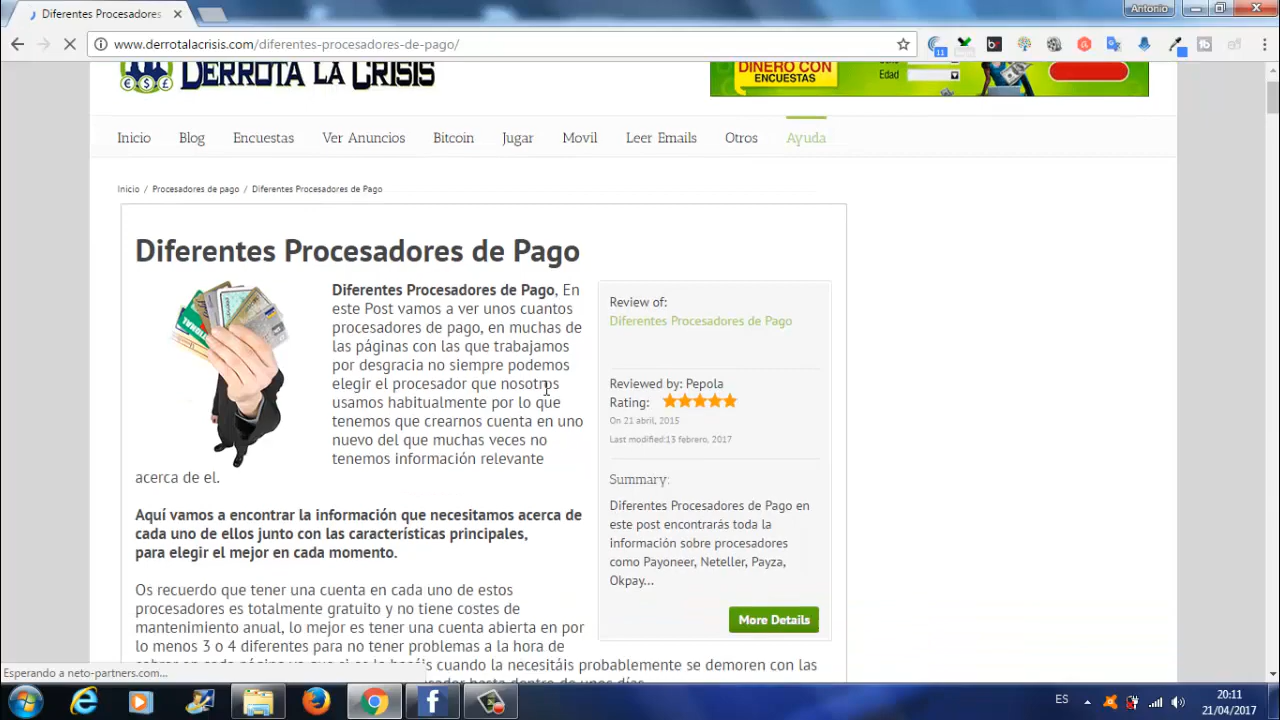 Diferentes Procesadores
Antonio
www.derrotalacrisis.com/diferentes-procesadores-de-pago/
11
DERROTA LA CRISIS
DINERO CON
ENCUESTAS
Edad
Inicio Blog Encuestas Ver Anuncios Bitcoin Jugar Movil Leer Emails Otros Ayuda
Inicio / Procesadores de pago / Diferentes Procesadores de Pago
Diferentes Procesadores de Pago
Diferentes Procesadores de Pago, En
este Post vamos a ver unos cuantos
procesadores de pago, en muchas de
las páginas con las que trabajamos
por desgracia no siempre podemos
elegir el procesador que nosotros
usamos habitualmente por lo que
tenemos que crearnos cuenta en uno
nuevo del que muchas veces no
tenemos información relevante
acerca de el.
Aquí vamos a encontrar la información que necesitamos acerca de
cada uno de ellos junto con las características principales,
para elegir el mejor en cada momento.
Os recuerdo que tener una cuenta en cada uno de estos
procesadores es totalmente gratuito y no tiene costes de
mantenimiento anual, lo mejor es tener una cuenta abierta en por
lo menos 3 o 4 diferentes para no tener problemas a la hora de
cuando la necesitáis probablemente se demoren con las
Review of:
Diferentes Procesadores de Pago
Reviewed by: Pepola
Rating:
On 21 abril, 2015
Last modified:13 febrero, 2017
Summary:
Diferentes Procesadores de Pago en
este post encontrarás toda la
información sobre procesadores
como Payoneer, Neteller, Payza,
Okpay...
More Details
Esperando a neto-partners.com...
ES
20:11
21/04/2017